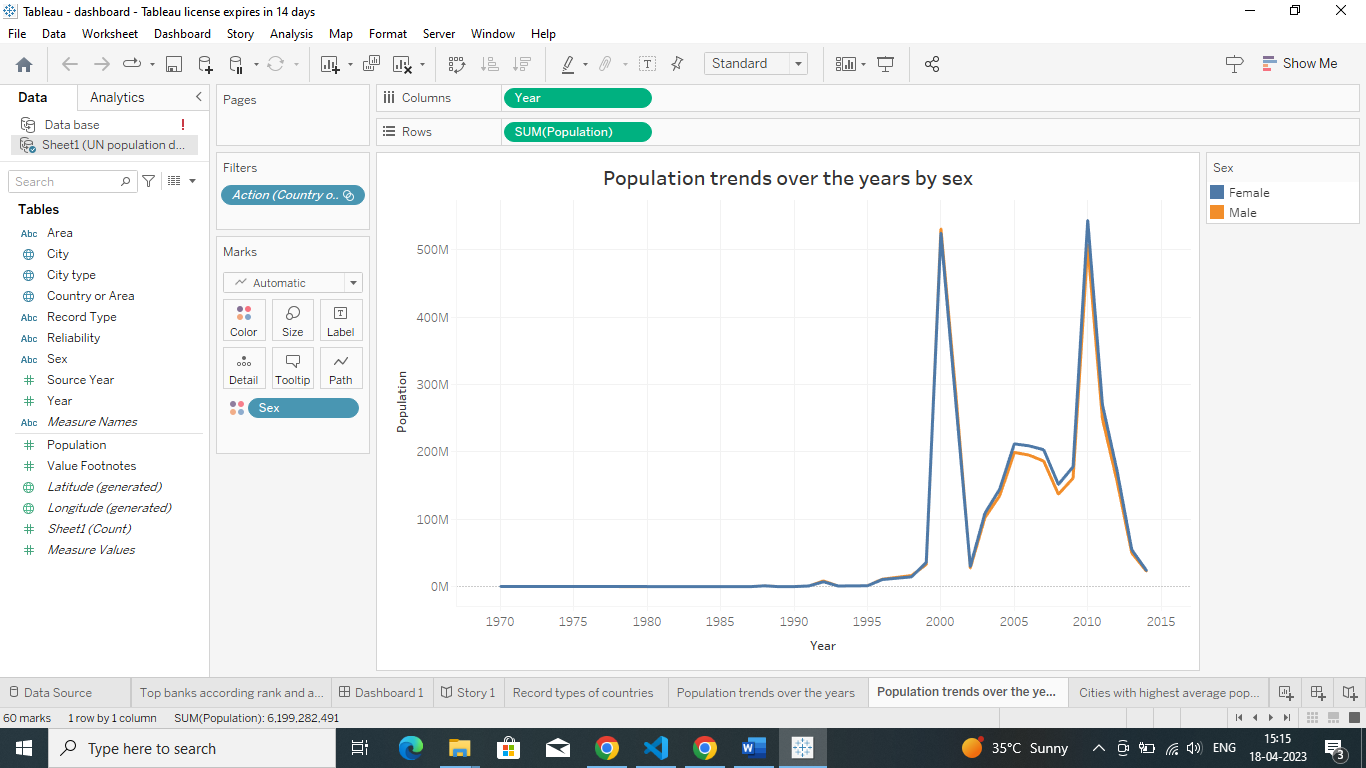 Tableau - dashboard - Tableau license expires in 14 days
File Data Worksheet Dashboard Story Analysis Map Format Server Window Help
Standard
Show Me
Data Analytics
Data base
Sheet1 (UN population d...
Search
Tables
Abc Area
City
City type
Country or Area
Abc Record Type
Abc Reliability
Abc Sex
Source Year
Year
Abc Measure Names
Population
Value Footnotes
Latitude (generated)
Longitude (generated)
Sheet1 (Count)
Measure Values
Pages
Filters
Action (Country o..
Marks
Automatic
Color Size Label
Detail Tooltip Path
Sex
Columns Year
Rows SUM(Population)
Population trends over the years by sex
500M
400M
300M
200M
100M
0M
Population
1970 1975 1980 1985 1990 1995 2000 2005 2010 2015
Year
Sex
Female
Male
Data Source Top banks according rank and a... Dashboard 1 Story 1 Record types of countries Population trends over the years Population trends over the ye... Cities with highest average pop...
60 marks 1 row by 1 column SUM(Population): 6,199,282,491
Type here to search
35°C Sunny
ENG
15:15
18-04-2023
3